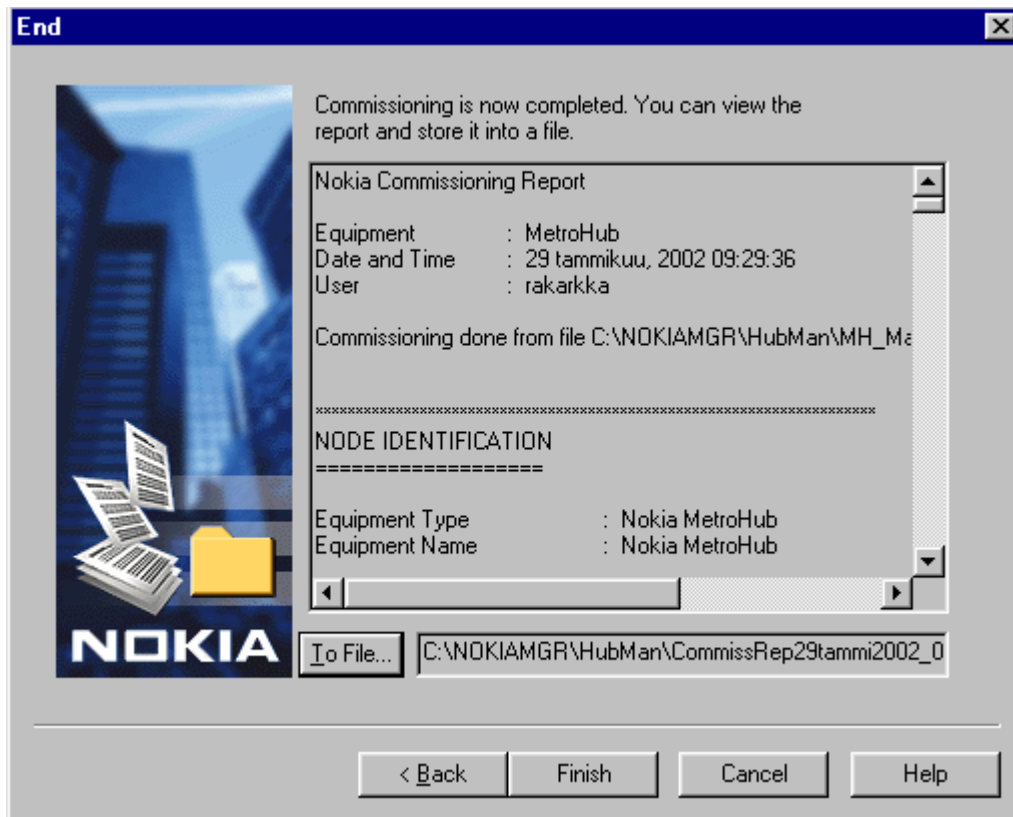 End
Commissioning is now completed. You can view the
report and store it into a file.
Nokia Commissioning Report
Equipment : MetroHub
Date and Time : 29 tammikuu, 2002 09:29:36
User : rakarkka
Commissioning done from file C:\NOKIAMGR\HubMan\MH_Ma
××××××××××××××××××××××××××××××××××××××××××××××××××××××××××××××××××××××
NODE IDENTIFICATION
===================
Equipment Type : Nokia MetroHub
Equipment Name : Nokia MetroHub
NOKIA
To File... C:\NOKIAMGR\HubMan\CommissRep29tammi2002_0
< Back Finish Cancel Help